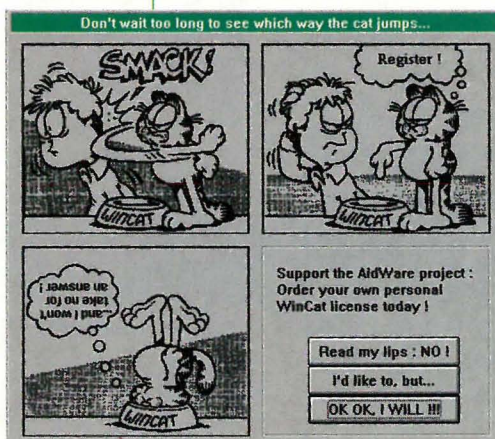 Don't wait too long to see which way the cat jumps...
SMACK!
WINCAT
Register !
WINCAT
...and I won't
take no for
an answer !
WINCAT
Support the AidWare project :
Order your own personal
WinCat license today !
Read my lips : NO !
I'd like to, but...
OK OK, I WILL !!!